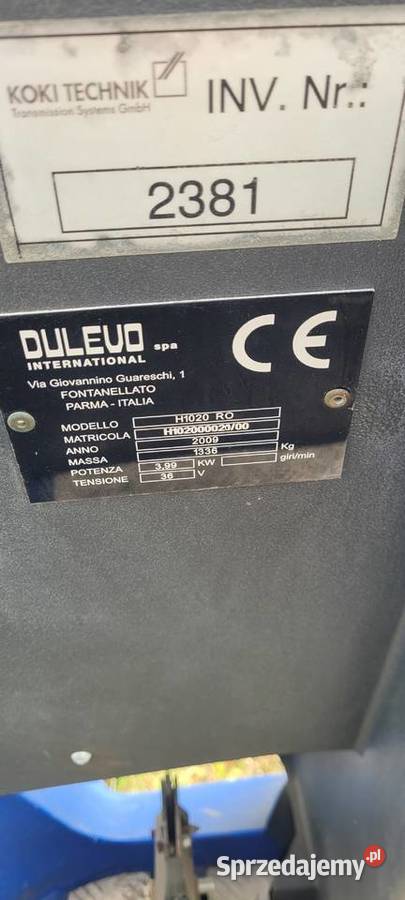 KOKI TECHNIK
Transmission Systems GmbH
INV. Nr.:
2381
DULEVO spa
INTERNATIONAL
CE
Via Giovannino Guareschi, 1
FONTANELLATO
PARMA - ITALIA
MODELLO H1020 RO
MATRICOLA H102000020/00
ANNO 2009
MASSA 1336 Kg
POTENZA 3,99 KW giri/min
TENSIONE 36 V
Sprzedajemy.pl